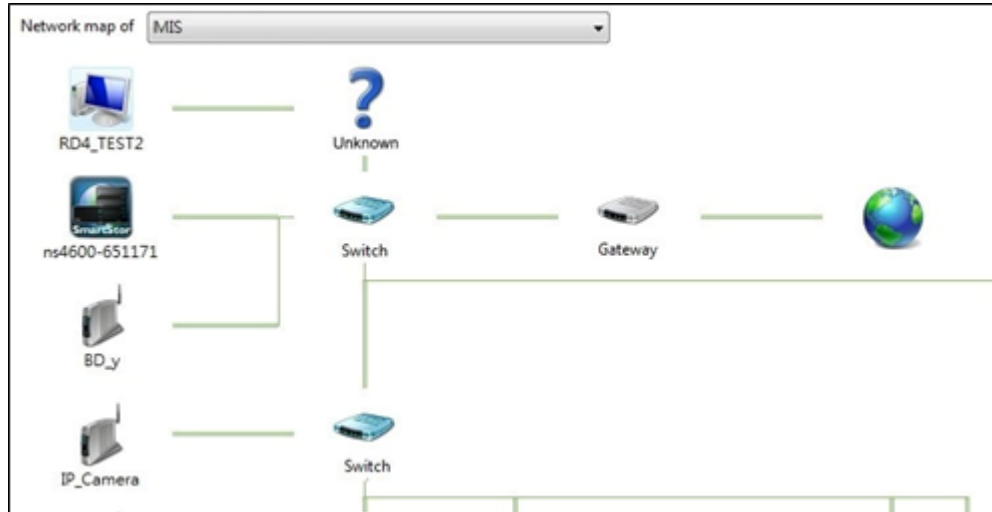 Network map of MIS
RD4_TEST2
Unknown
SmartStor
ns4600-651171
Switch
Gateway
BD_y
IP_Camera
Switch